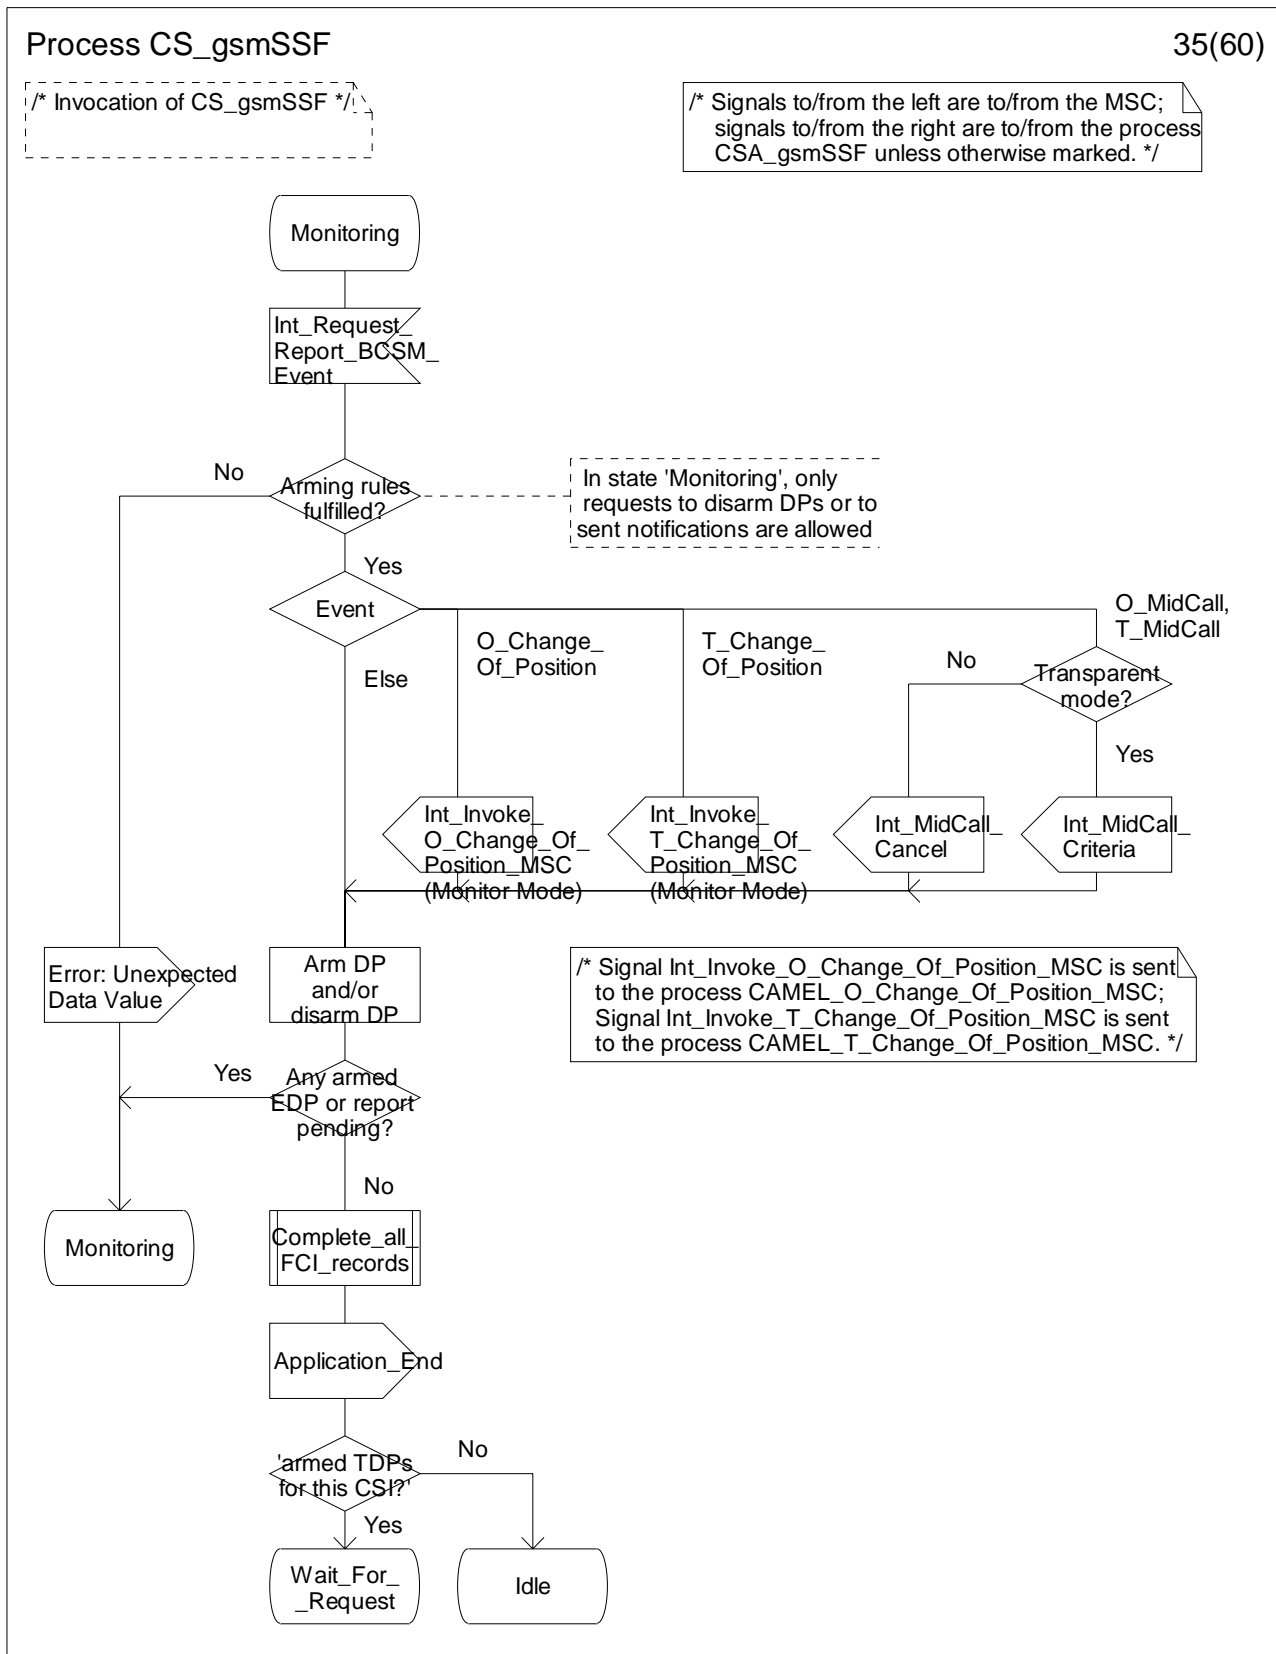 Process CS_gsmSSF
35(60)
/* Invocation of CS_gsmSSF */
/* Signals to/from the left are to/from the MSC;
signals to/from the right are to/from the process
CSA_gsmSSF unless otherwise marked. */
Monitoring
Int_Request_
Report_BCSM_
Event
No
Arming rules
fulfilled?
In state 'Monitoring', only
requests to disarm DPs or to
sent notifications are allowed
Yes
Event
Else
O_Change_
Of_Position
T_Change_
Of_Position
O_MidCall,
T_MidCall
No
Transparent
mode?
Yes
Int_Invoke_
O_Change_Of_
Position_MSC
(Monitor Mode)
Int_Invoke_
T_Change_Of_
Position_MSC
(Monitor Mode)
Int_MidCall_
Cancel
Int_MidCall_
Criteria
Error: Unexpected
Data Value
Arm DP
and/or
disarm DP
/* Signal Int_Invoke_O_Change_Of_Position_MSC is sent
to the process CAMEL_O_Change_Of_Position_MSC;
Signal Int_Invoke_T_Change_Of_Position_MSC is sent
to the process CAMEL_T_Change_Of_Position_MSC. */
Yes
Any armed
EDP or report
pending?
No
Monitoring
Complete_all_
FCI_records
Application_End
'armed TDPs
for this CSI?'
No
Yes
Wait_For_
_Request
Idle